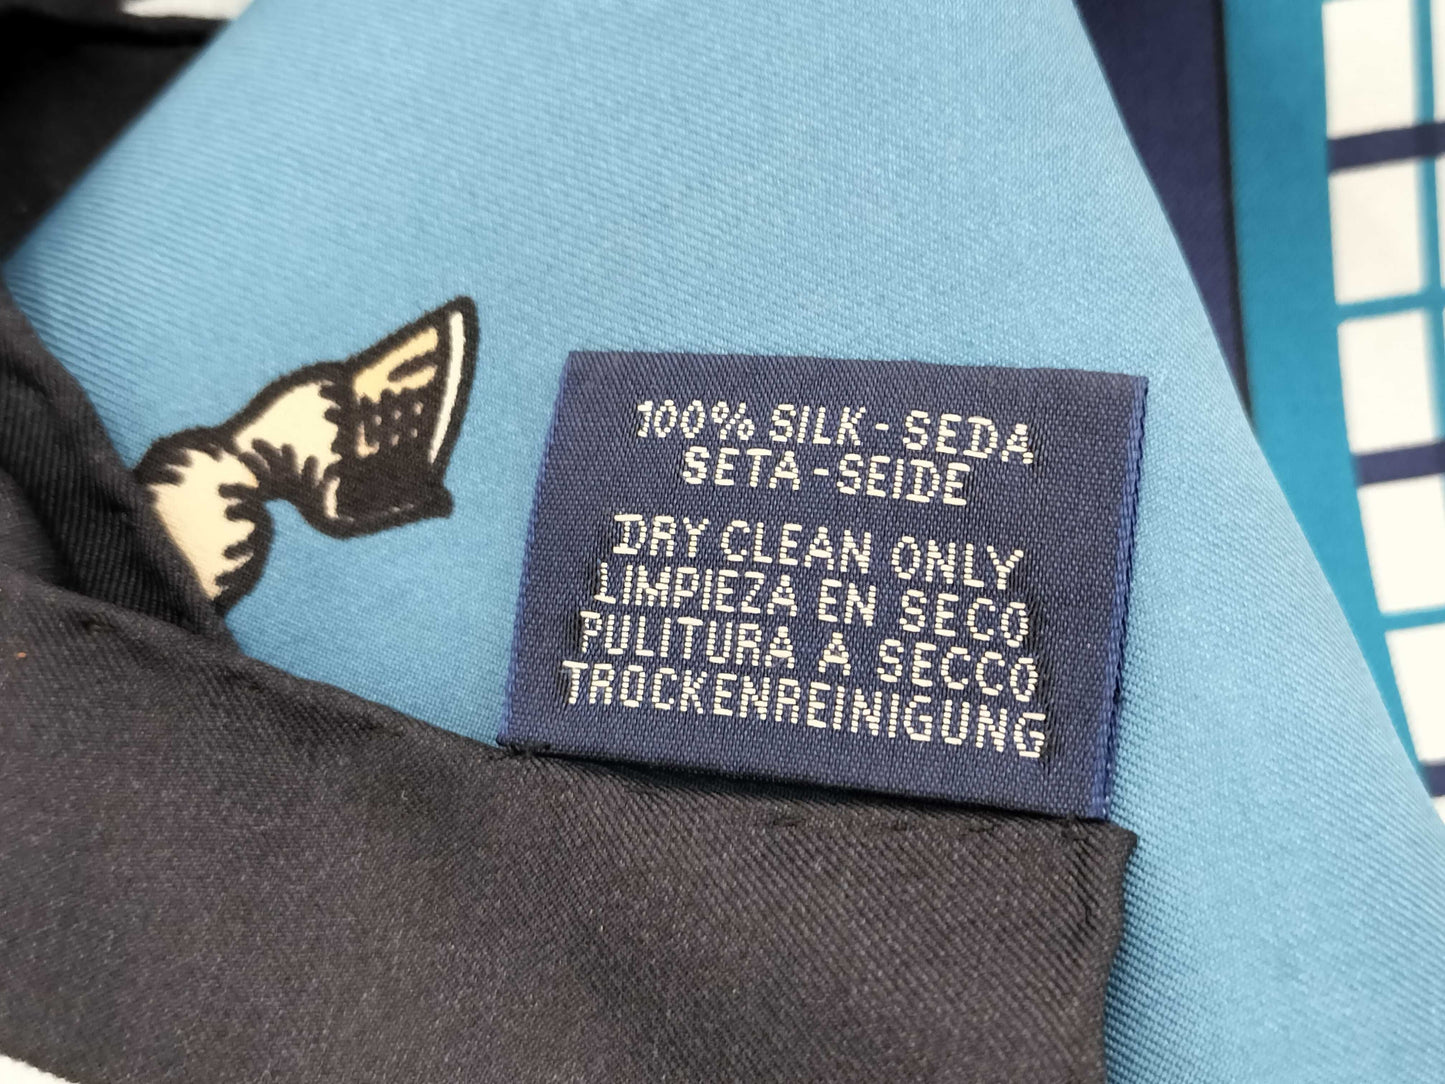 100% SILK - SEDA
SETA - SEIDE
DRY CLEAN ONLY
LIMPIEZA EN SECO
PULITURA A SECCO
TROCKENREINIGUNG